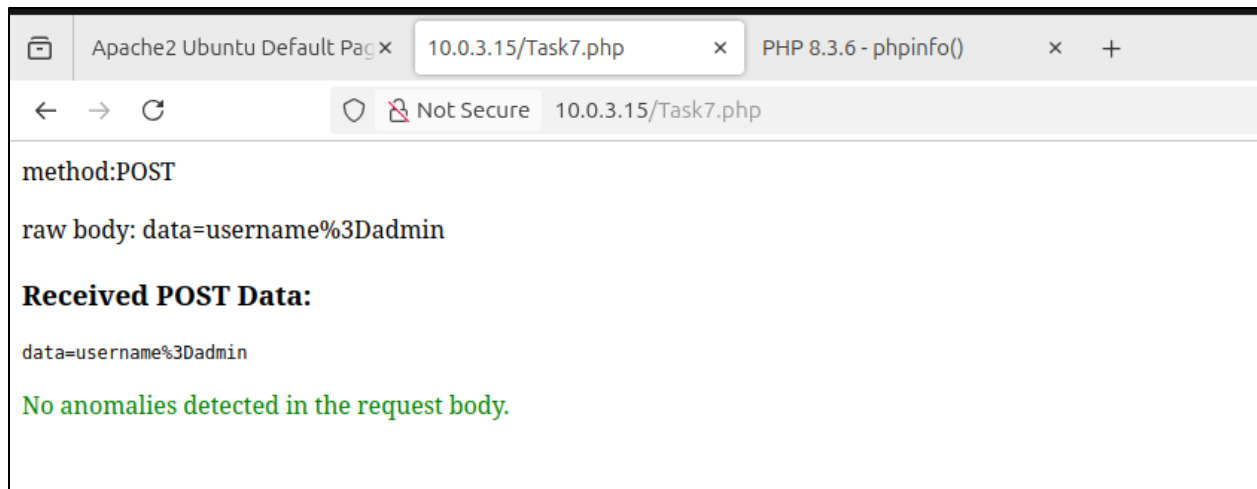 Apache2 Ubuntu Default Pag
10.0.3.15/Task7.php
PHP 8.3.6 - phpinfo()
Not Secure 10.0.3.15/Task7.php
method:POST
raw body: data=username%3Dadmin
Received POST Data:
data=username%3Dadmin
No anomalies detected in the request body.